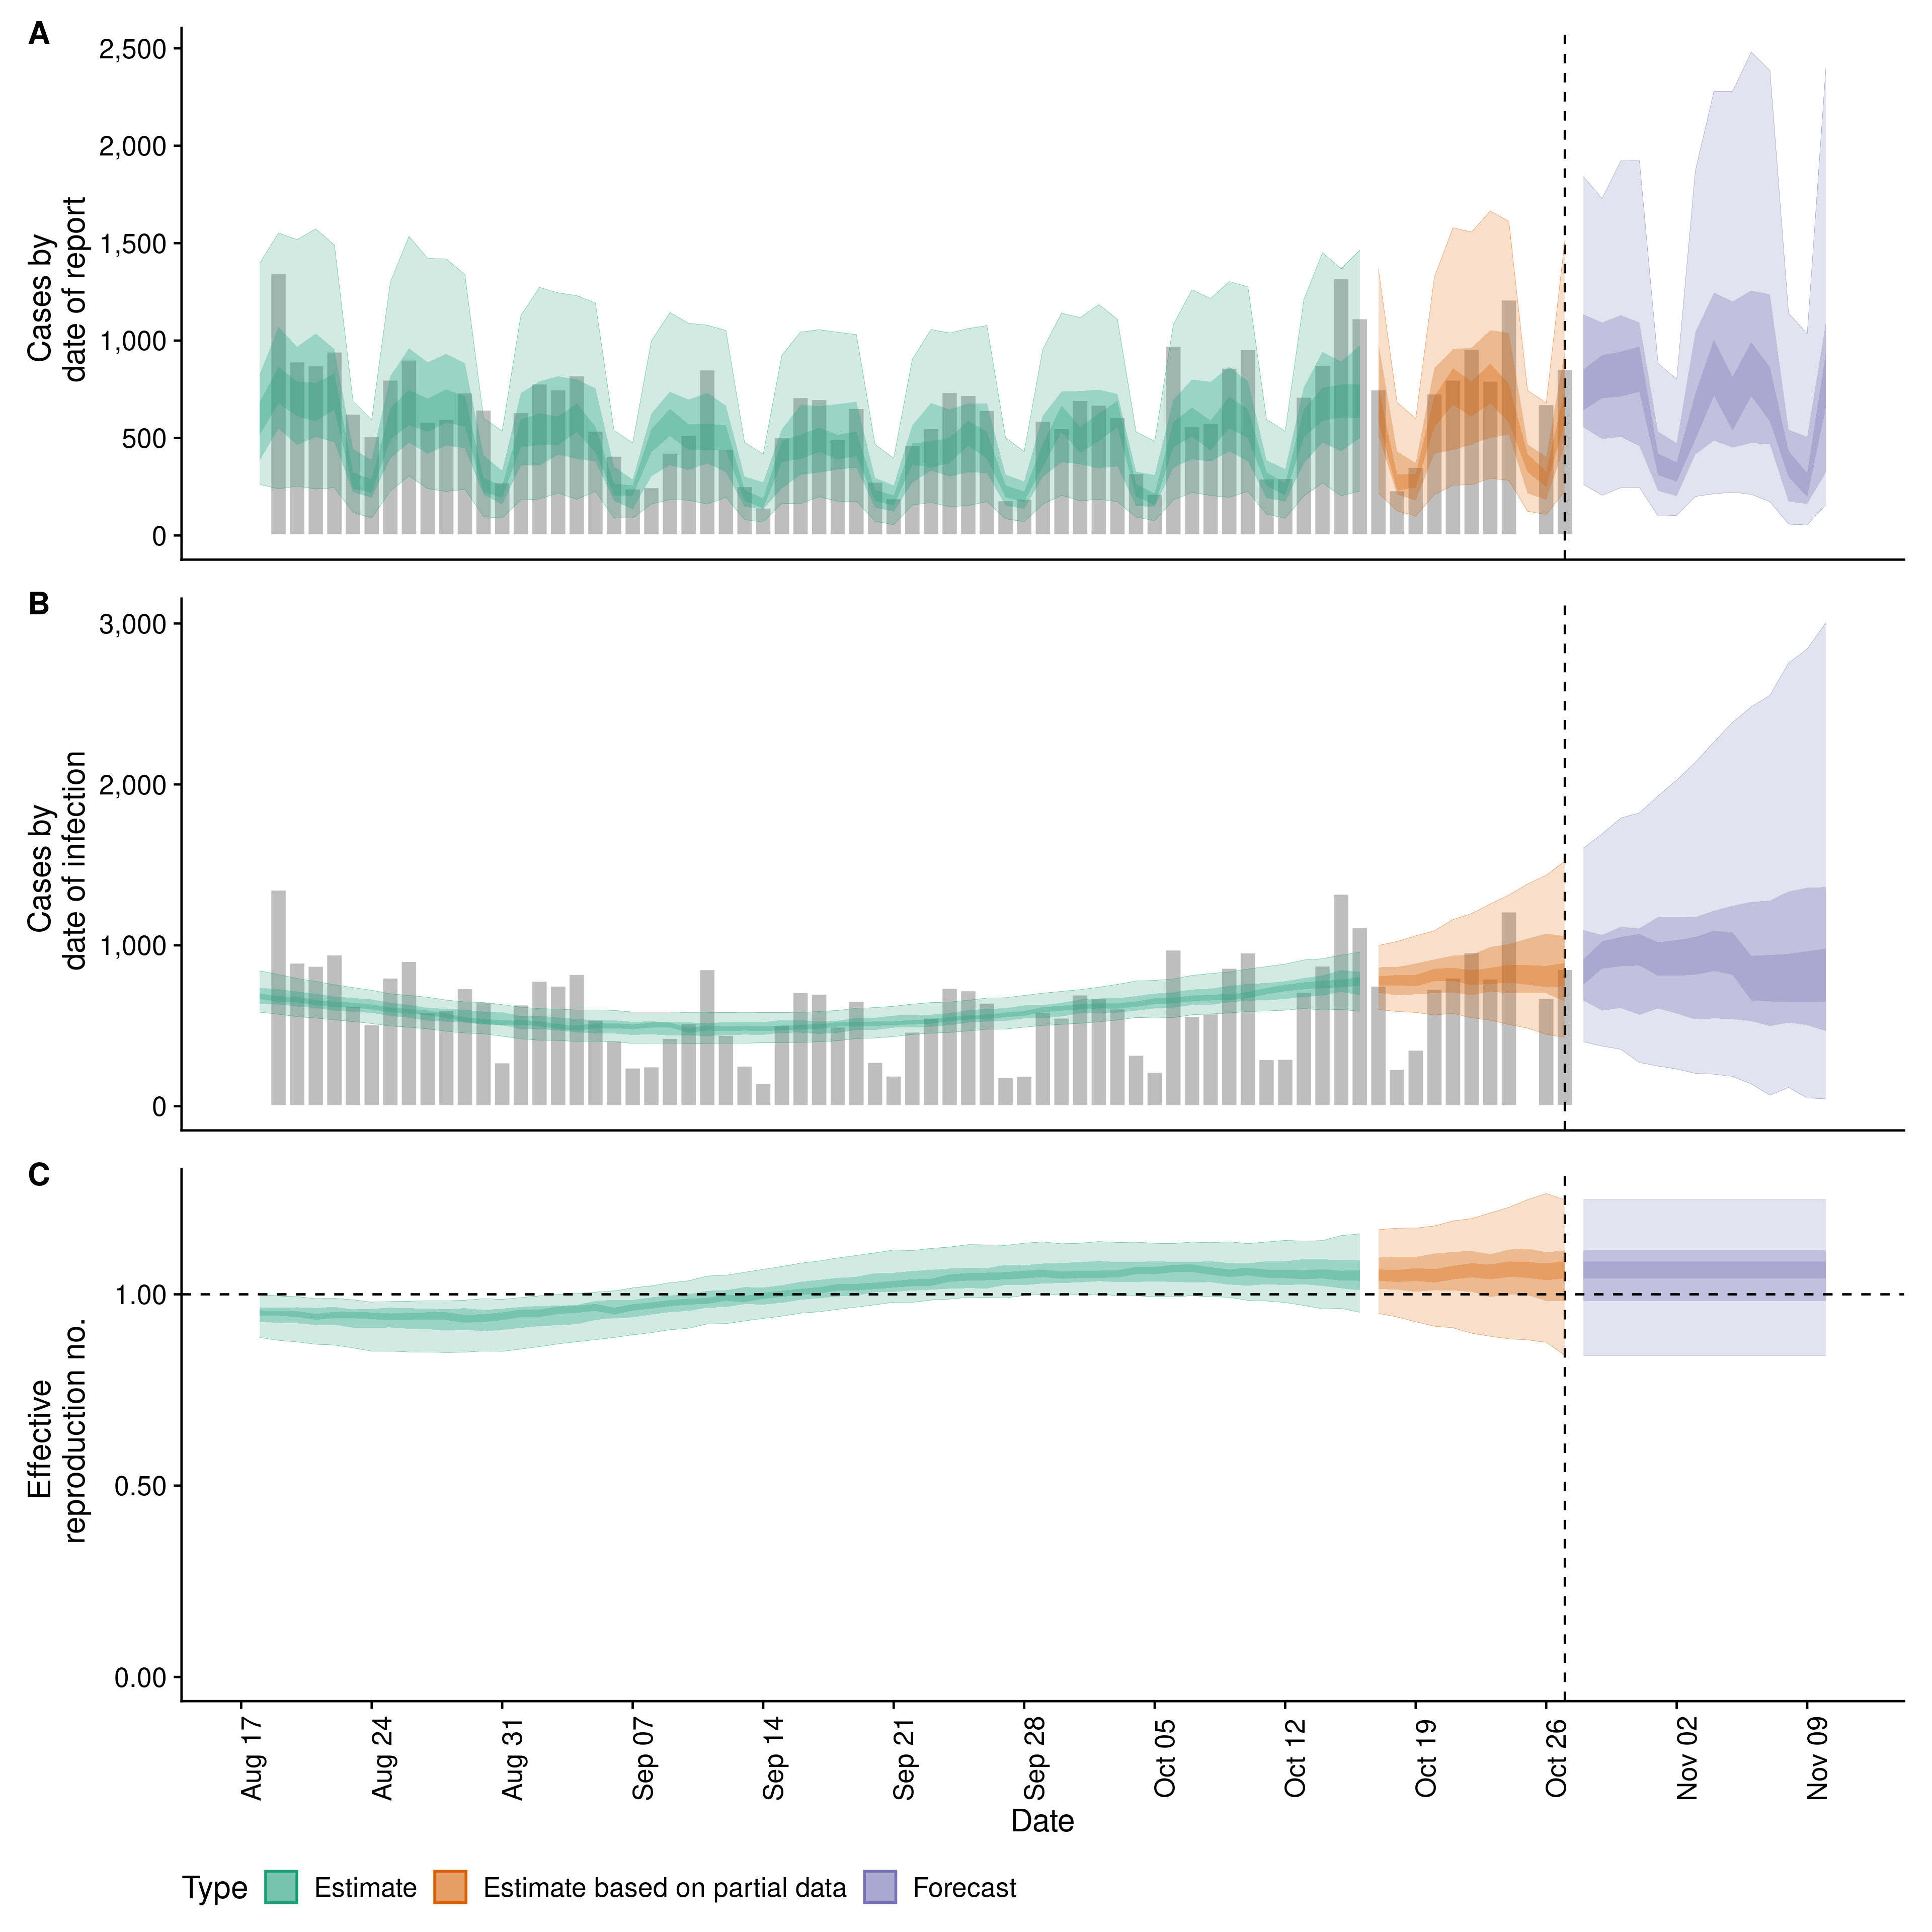 A
2,500
2,000
1,500
1,000
500
0
Cases by
date of report
B
3,000
2,000
1,000
0
Cases by
date of infection
C
1.00
0.50
0.00
Effective
reproduction no.
Aug 17
Aug 24
Aug 31
Sep 07
Sep 14
Sep 21
Sep 28
Oct 05
Oct 12
Oct 19
Oct 26
Nov 02
Nov 09
Date
Type Estimate Estimate based on partial data Forecast